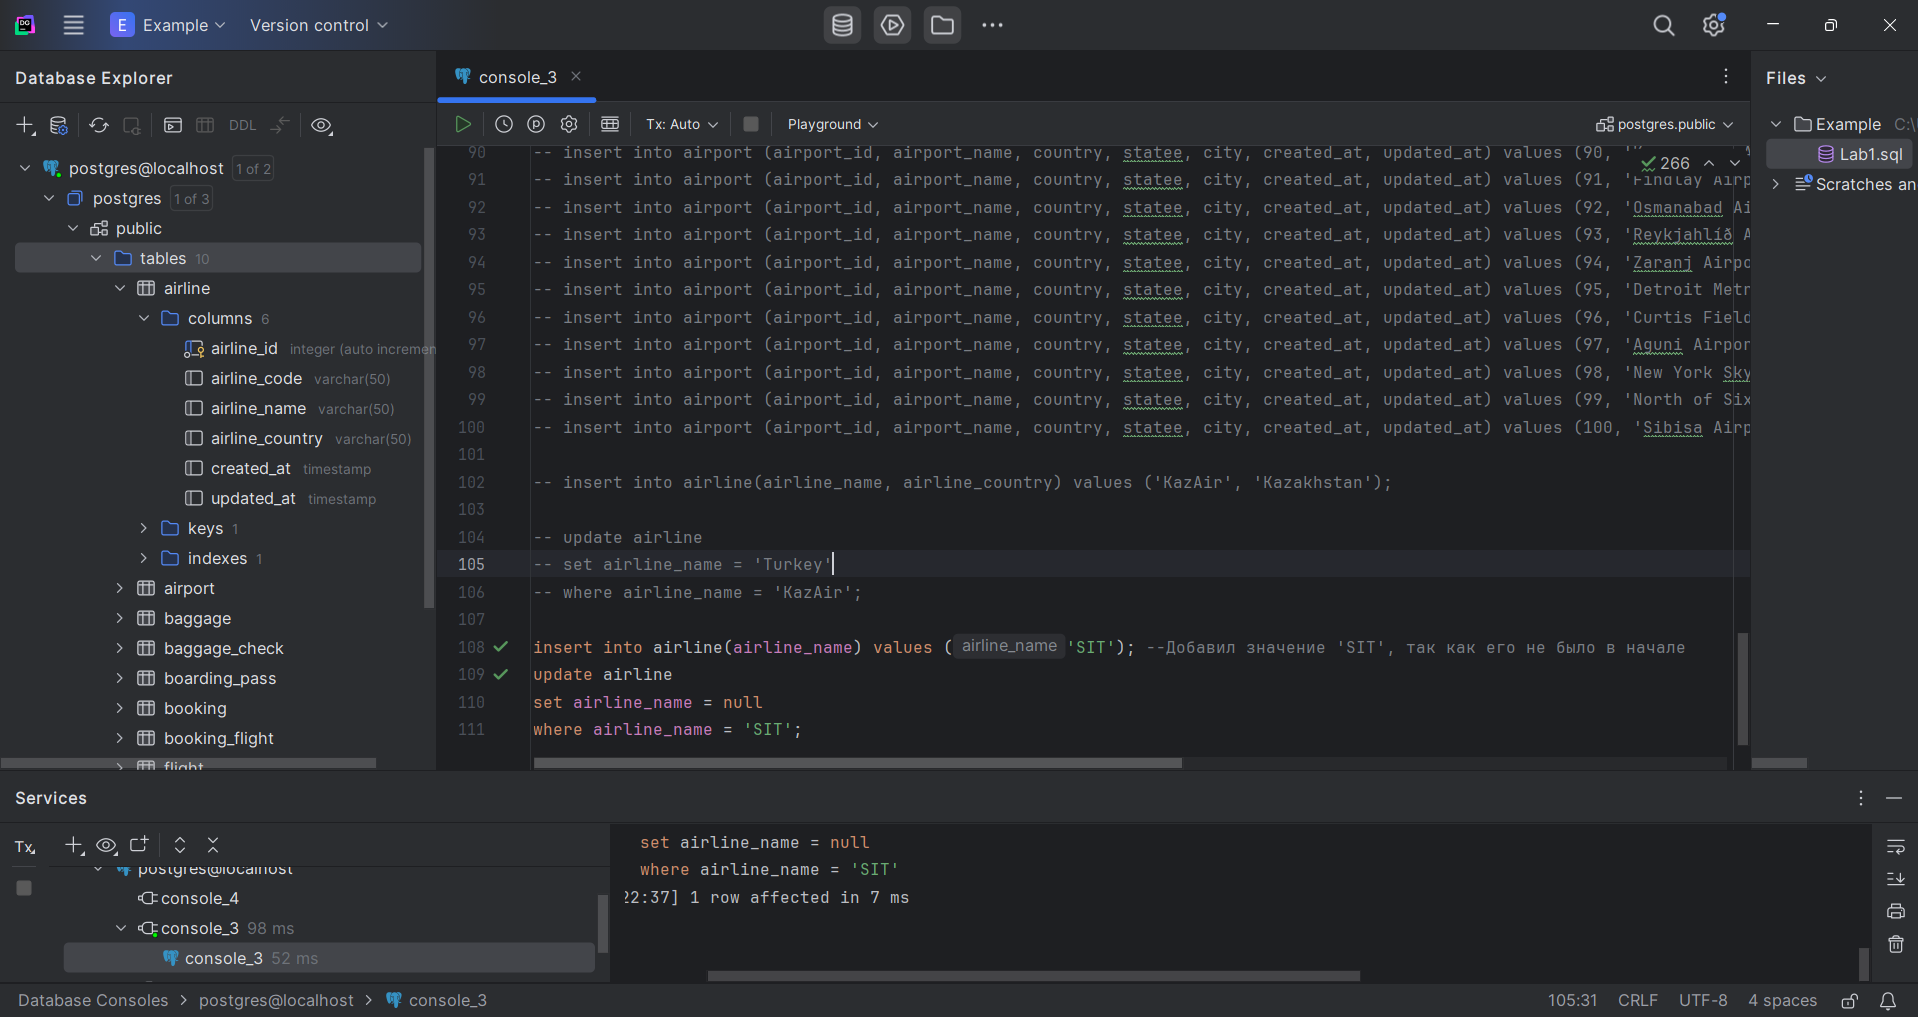 E Example Version control
Database Explorer
DDL
postgres@localhost 1 of 2
postgres 1 of 3
public
tables 10
airline
columns 6
airline_id integer (auto incremen
airline_code varchar(50)
airline_name varchar(50)
airline_country varchar(50)
created_at timestamp
updated_at timestamp
keys 1
indexes 1
airport
baggage
baggage_check
boarding_pass
booking
booking_flight
flight
console_3
Tx: Auto Playground postgres.public
266
90 -- insert into airport (airport_id, airport_name, country, statee, city, created_at, updated_at) values (90,
91 -- insert into airport (airport_id, airport_name, country, statee, city, created_at, updated_at) values (91, 'Findlay Airp
92 -- insert into airport (airport_id, airport_name, country, statee, city, created_at, updated_at) values (92, 'Osmanabad Ai
93 -- insert into airport (airport_id, airport_name, country, statee, city, created_at, updated_at) values (93, 'Reykjahlíð A
94 -- insert into airport (airport_id, airport_name, country, statee, city, created_at, updated_at) values (94, 'Zaranj Airpo
95 -- insert into airport (airport_id, airport_name, country, statee, city, created_at, updated_at) values (95, 'Detroit Metr
96 -- insert into airport (airport_id, airport_name, country, statee, city, created_at, updated_at) values (96, 'Curtis Field
97 -- insert into airport (airport_id, airport_name, country, statee, city, created_at, updated_at) values (97, 'Aguni Airpor
98 -- insert into airport (airport_id, airport_name, country, statee, city, created_at, updated_at) values (98, 'New York Sky
99 -- insert into airport (airport_id, airport_name, country, statee, city, created_at, updated_at) values (99, 'North of Six
100 -- insert into airport (airport_id, airport_name, country, statee, city, created_at, updated_at) values (100, 'Sibisa Airp
101
102 -- insert into airline(airline_name, airline_country) values ('KazAir', 'Kazakhstan');
103
104 -- update airline
105 -- set airline_name = 'Turkey'
106 -- where airline_name = 'KazAir';
107
108 insert into airline(airline_name) values ( airline_name 'SIT'); --Добавил значение 'SIT', так как его не было в начале
109 update airline
110 set airline_name = null
111 where airline_name = 'SIT';
Files
Example C:\
Lab1.sql
Scratches an
Services
Tx
postgres@localhost
console_4
console_3 98 ms
console_3 52 ms
set airline_name = null
where airline_name = 'SIT'
22:37] 1 row affected in 7 ms
Database Consoles > postgres@localhost > console_3
105:31 CRLF UTF-8 4 spaces